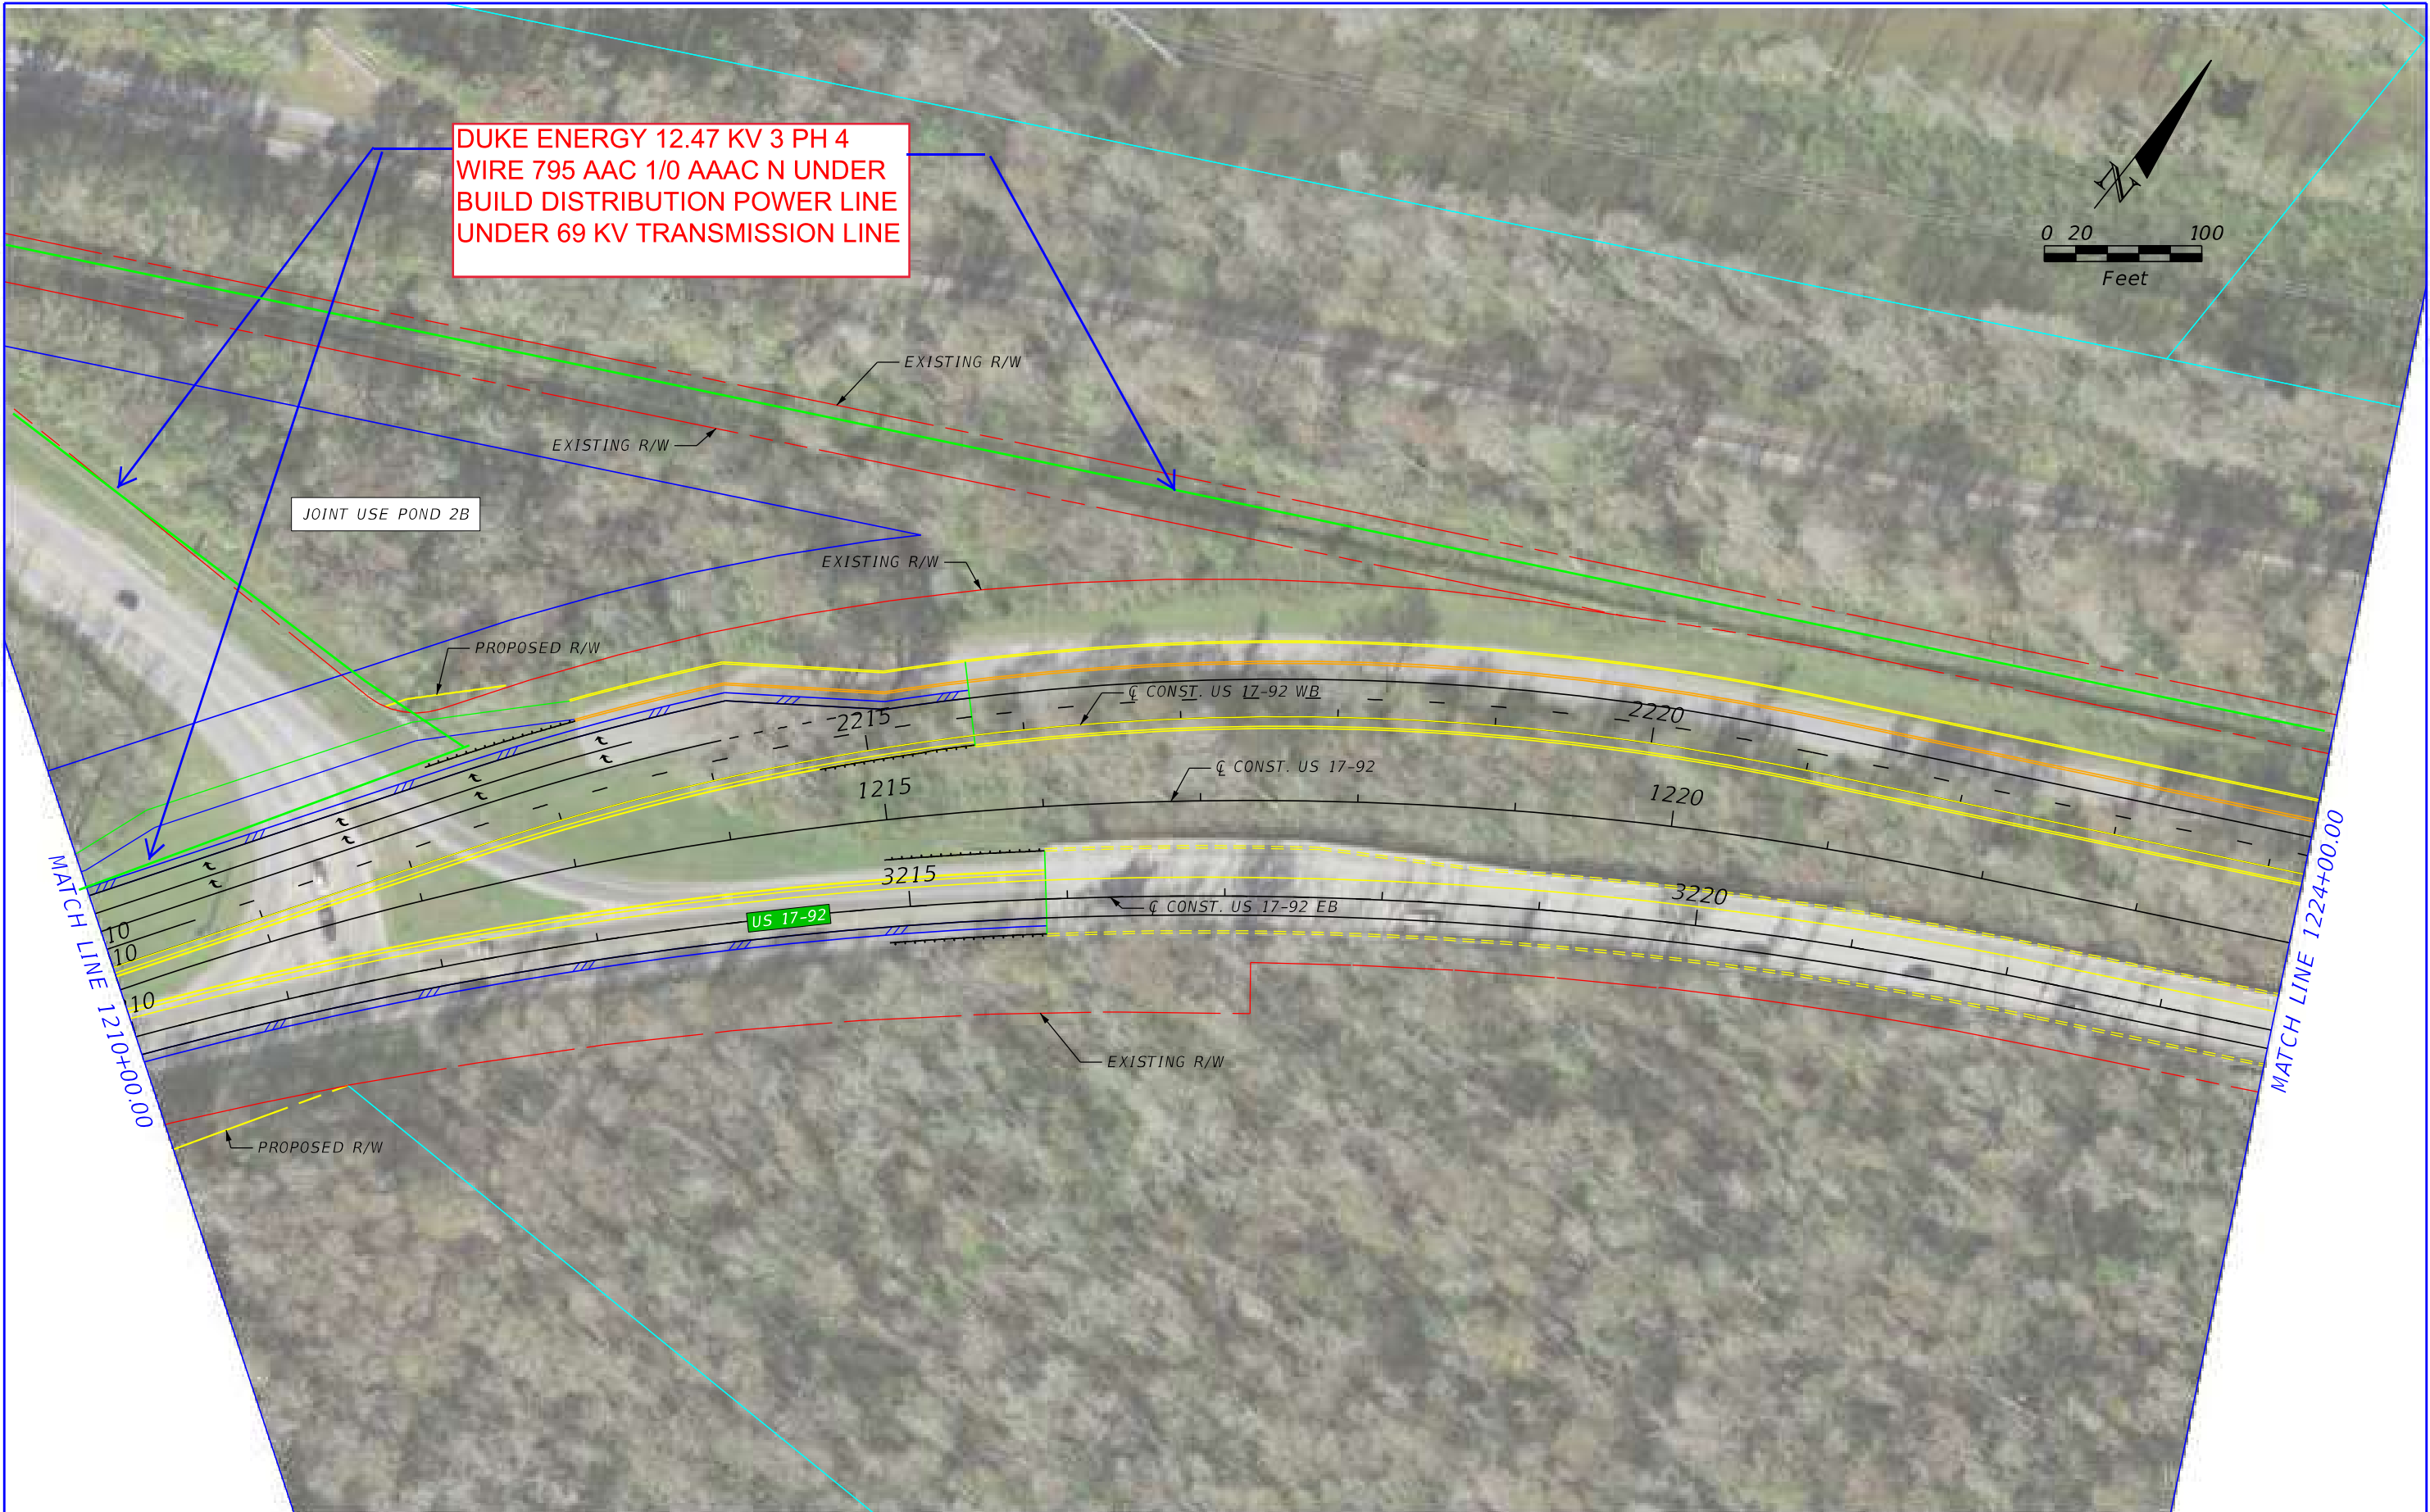 DUKE ENERGY 12.47 KV 3 PH 4
WIRE 795 AAC 1/0 AAAC N UNDER
BUILD DISTRIBUTION POWER LINE
UNDER 69 KV TRANSMISSION LINE
N
0 20 100
Feet
EXISTING R/W
EXISTING R/W
JOINT USE POND 2B
EXISTING R/W
PROPOSED R/W
℄ CONST. US 17-92 WB
2215
2220
℄ CONST. US 17-92
1215
1220
3215
3220
℄ CONST. US 17-92 EB
US 17-92
10
10
10
MATCH LINE 1210+00.00
MATCH LINE 1224+00.00
EXISTING R/W
PROPOSED R/W